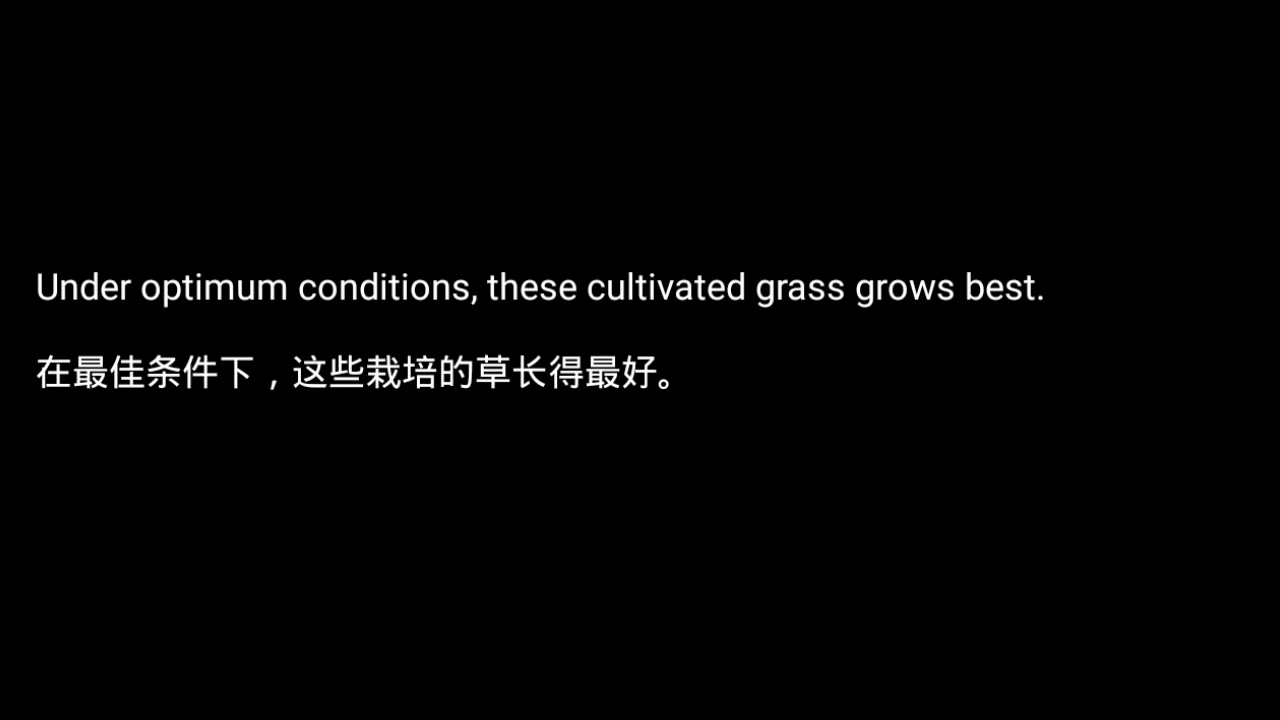 Under optimum conditions, these cultivated grass grows best.
在最佳条件下，这些栽培的草长得最好。